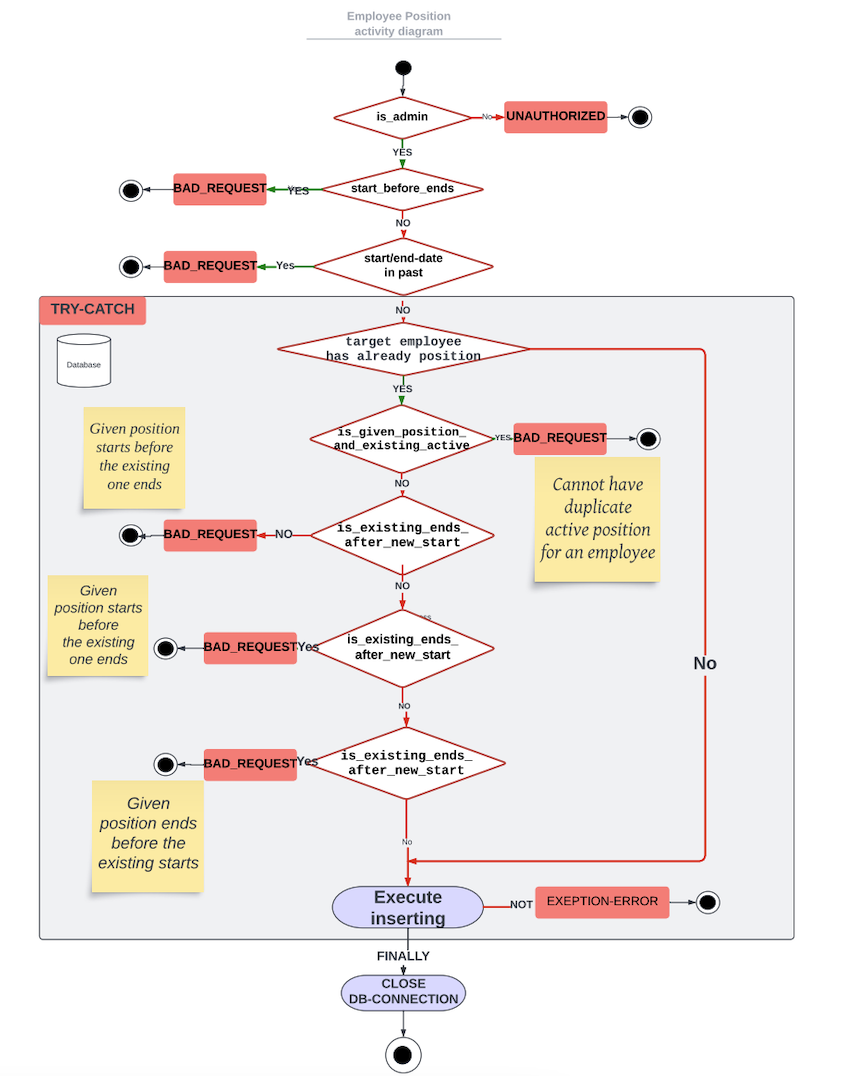 Employee Position
activity diagram
is_admin
No
UNAUTHORIZED
YES
BAD_REQUEST
YES
start_before_ends
NO
BAD_REQUEST
Yes
start/end-date
in past
TRY-CATCH
NO
Database
target employee
has already position
YES
Given position
starts before
the existing
one ends
is_given_position_
and_existing_active
YES
BAD_REQUEST
Cannot have
duplicate
active position
for an employee
NO
BAD_REQUEST
NO
is_existing_ends_
after_new_start
NO
Given
position starts
before
the existing
one ends
BAD_REQUEST
Yes
is_existing_ends_
after_new_start
No
NO
BAD_REQUEST
Yes
is_existing_ends_
after_new_start
Given
position ends
before the
existing starts
No
Execute
inserting
NOT
EXEPTION-ERROR
FINALLY
CLOSE
DB-CONNECTION